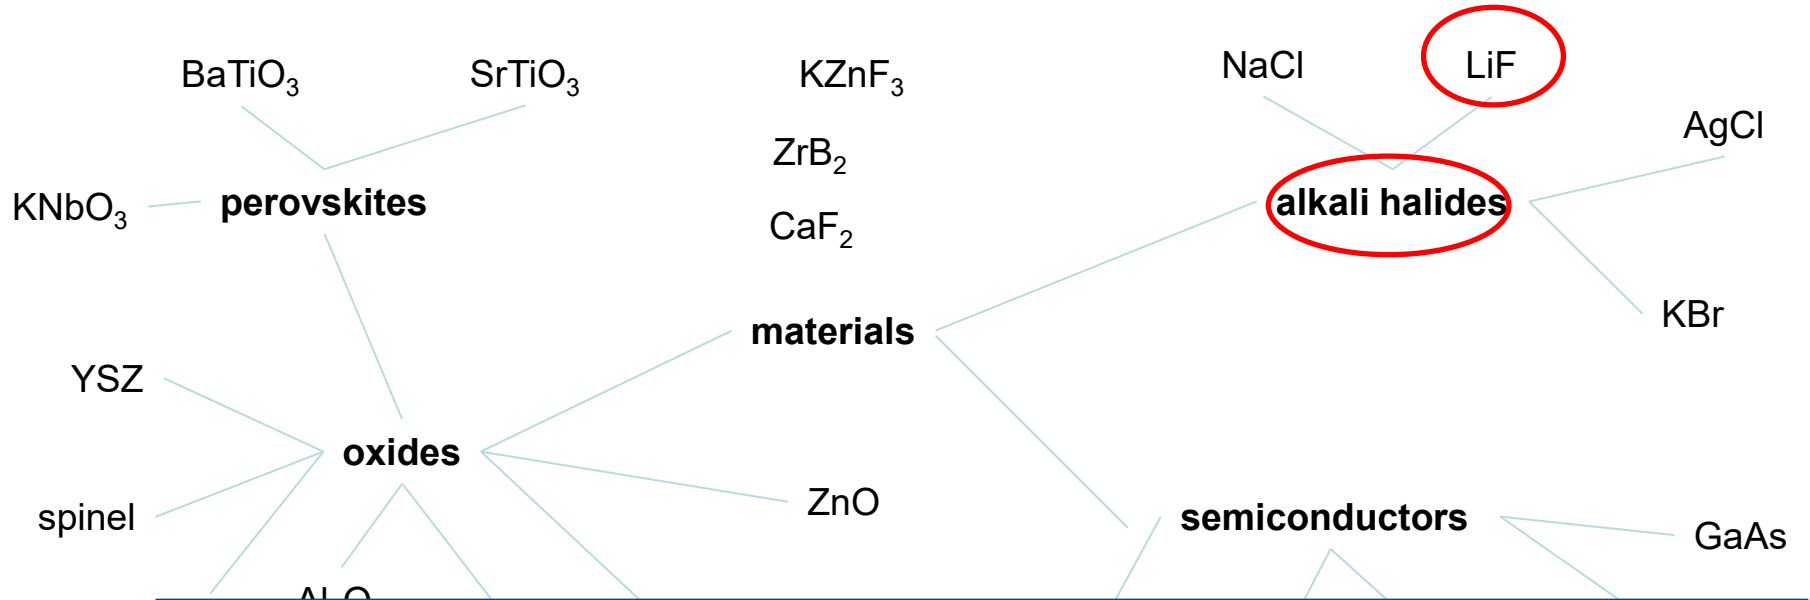 BaTiO₃
SrTiO₃
KZnF₃
NaCl
LiF
AgCl
ZrB₂
KNbO₃
perovskites
CaF₂
alkali halides
materials
KBr
YSZ
oxides
ZnO
spinel
semiconductors
GaAs